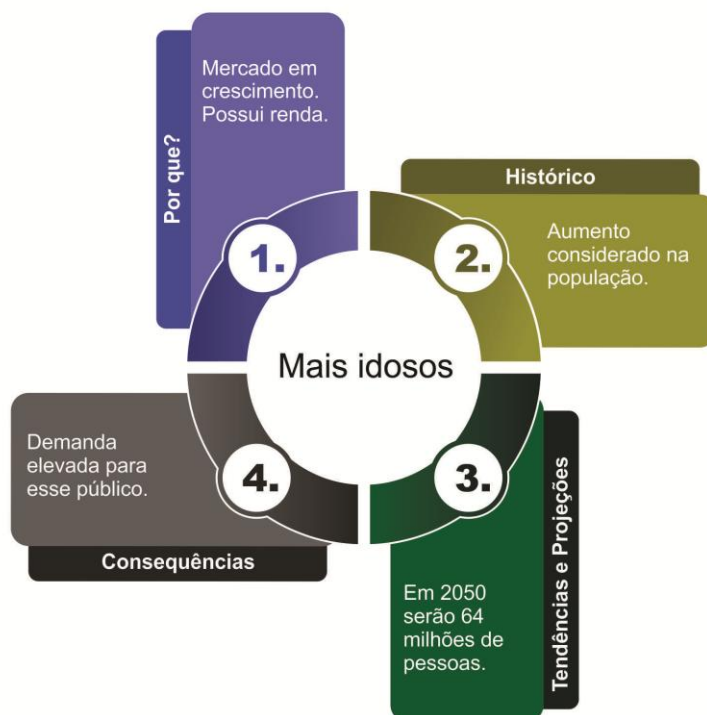 Mais idosos
1.
Por que?
Mercado em
crescimento.
Possui renda.
2.
Histórico
Aumento
considerado na
população.
3.
Tendências e Projeções
Em 2050
serão 64
milhões de
pessoas.
4.
Consequências
Demanda
elevada para
esse público.